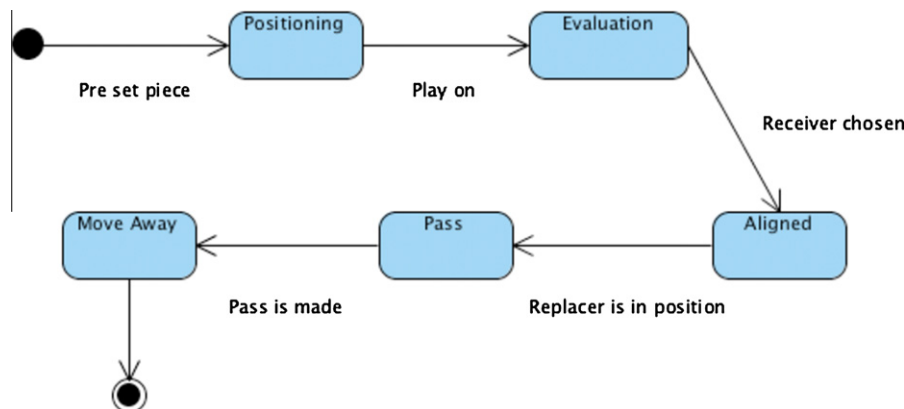 Positioning
Evaluation
Pre set piece
Play on
Receiver chosen
Move Away
Pass
Aligned
Pass is made
Replacer is in position